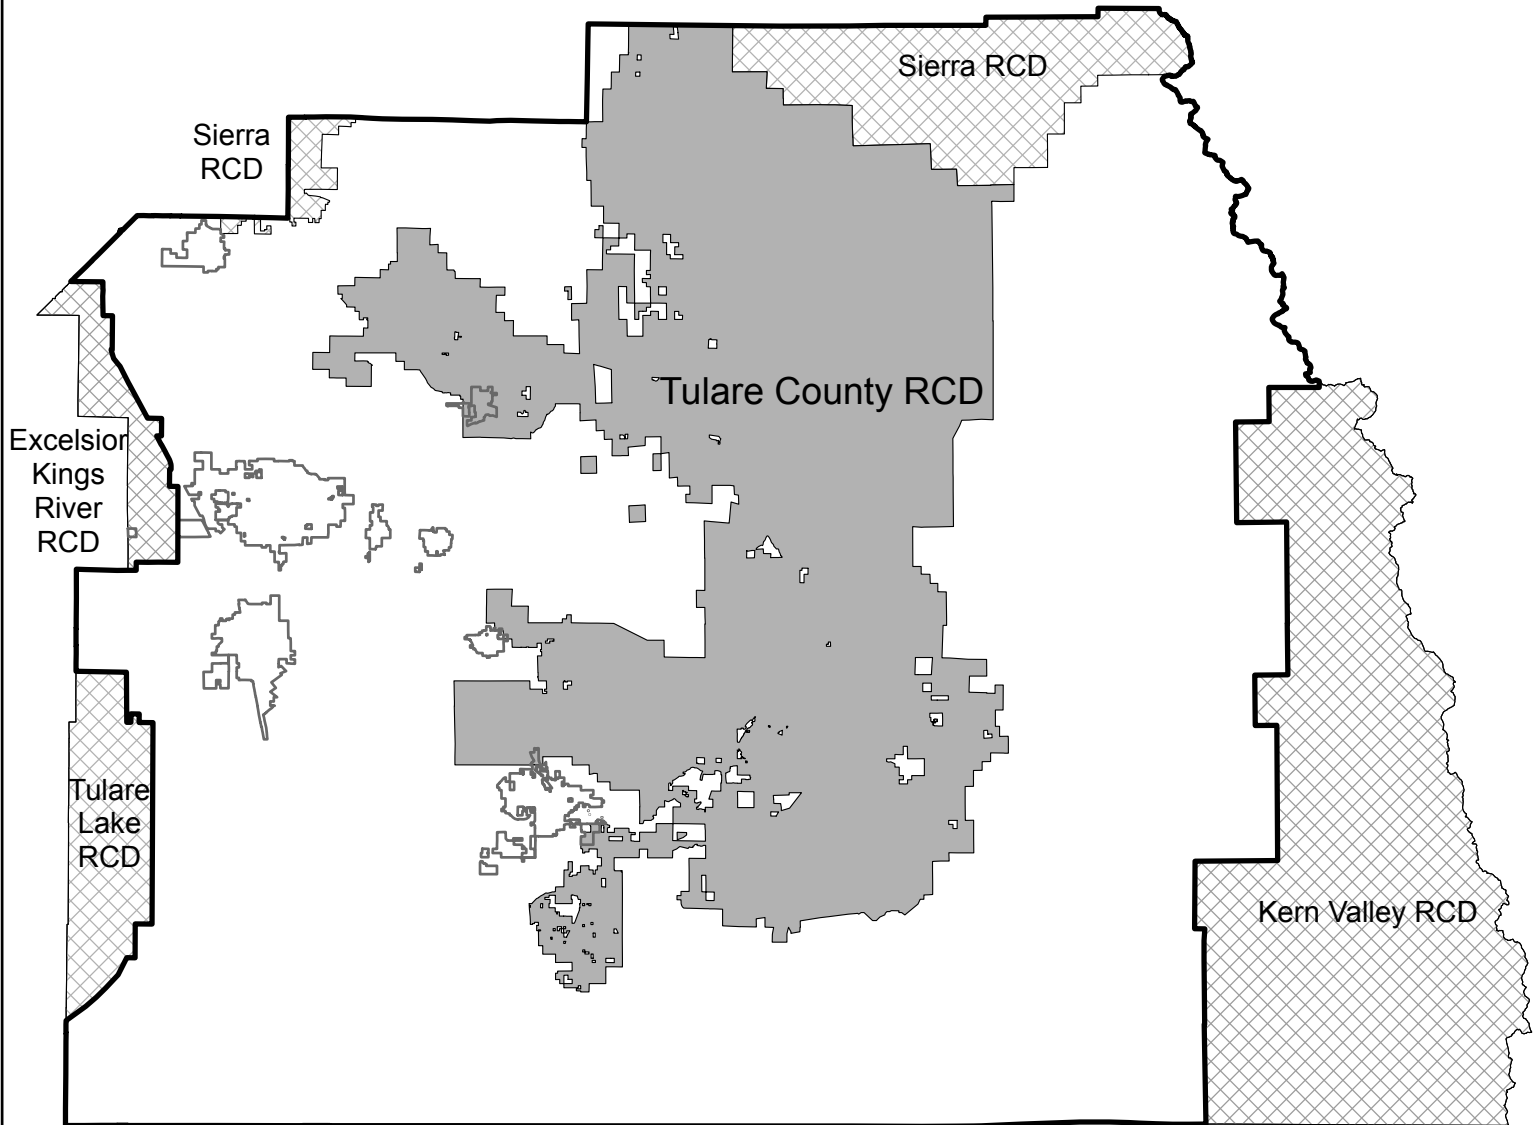 Sierra RCD
Sierra
RCD
Tulare County RCD
Excelsior
Kings
River
RCD
Tulare
Lake
RCD
Kern Valley RCD